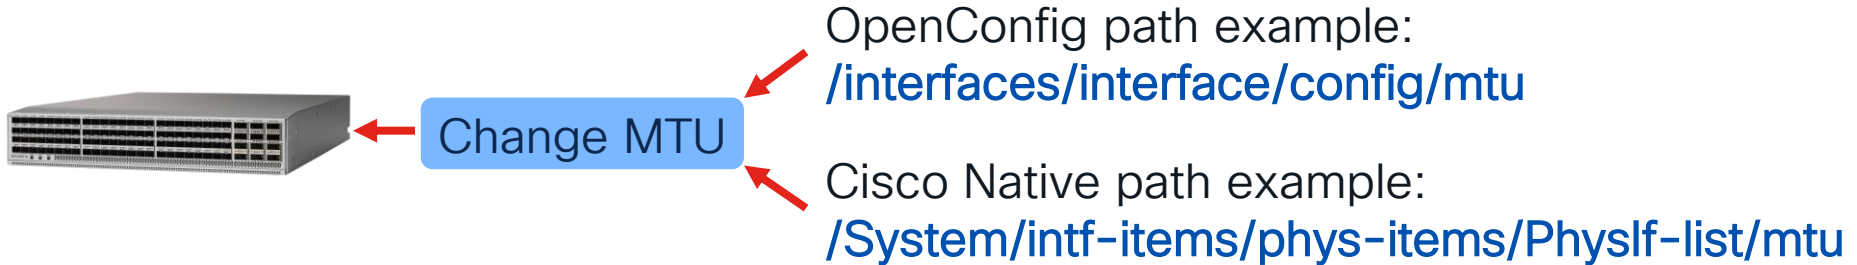 OpenConfig path example:
/interfaces/interface/config/mtu
Change MTU
Cisco Native path example:
/System/intf-items/phys-items/PhysIf-list/mtu